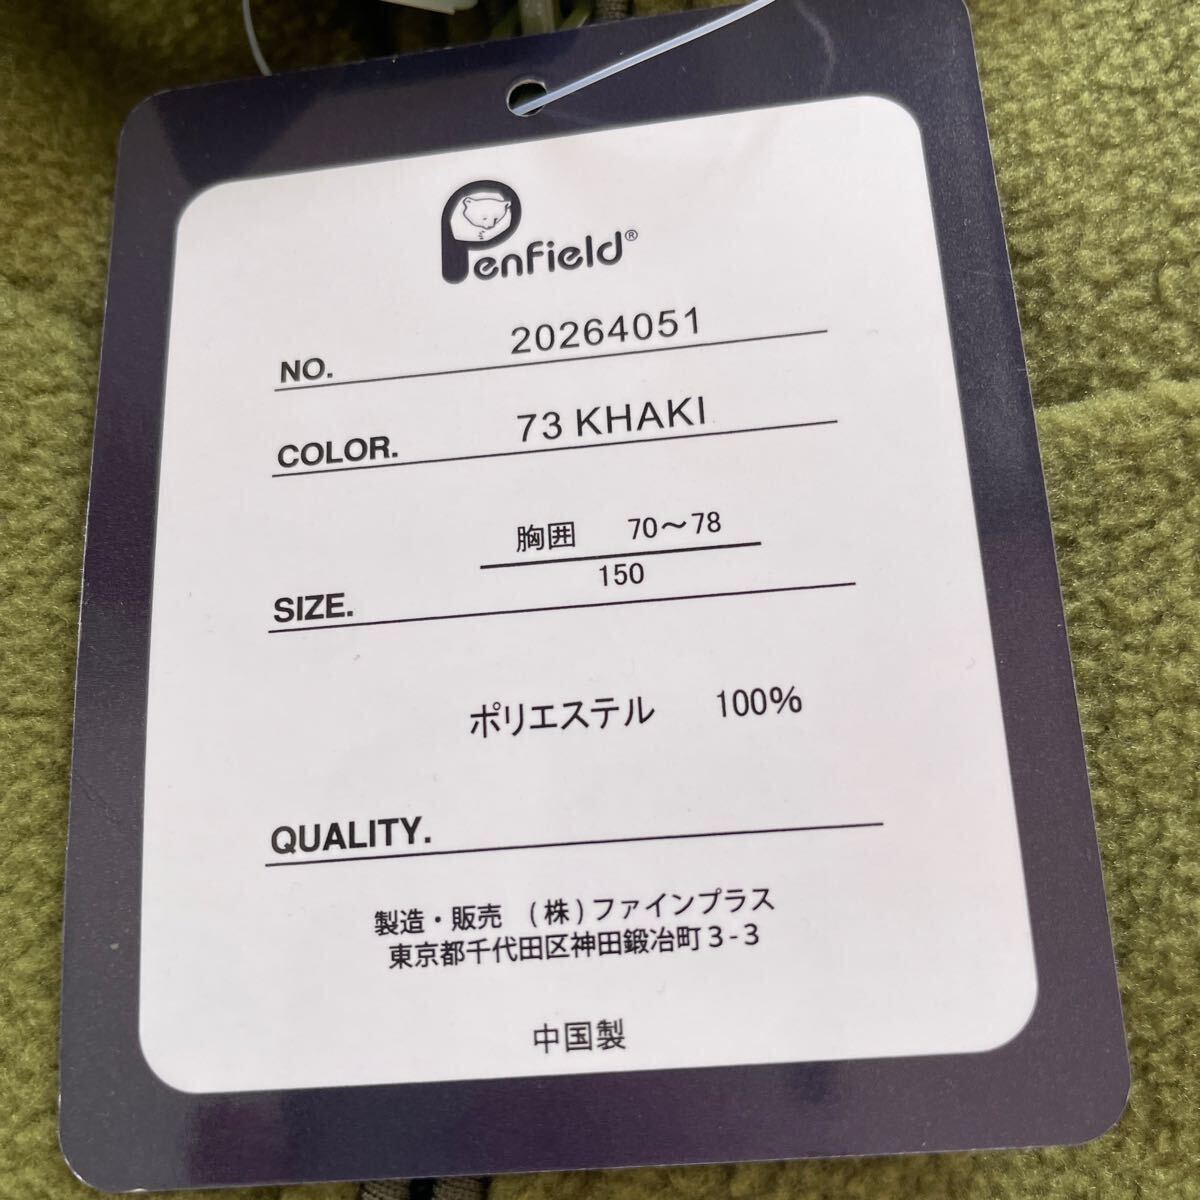 Penfield®
NO. 20264051
COLOR. 73 KHAKI
胸囲 70～78
150
SIZE.
ポリエステル 100%
QUALITY.
製造・販売 (株)ファインプラス
東京都千代田区神田鍛冶町3-3
中国製